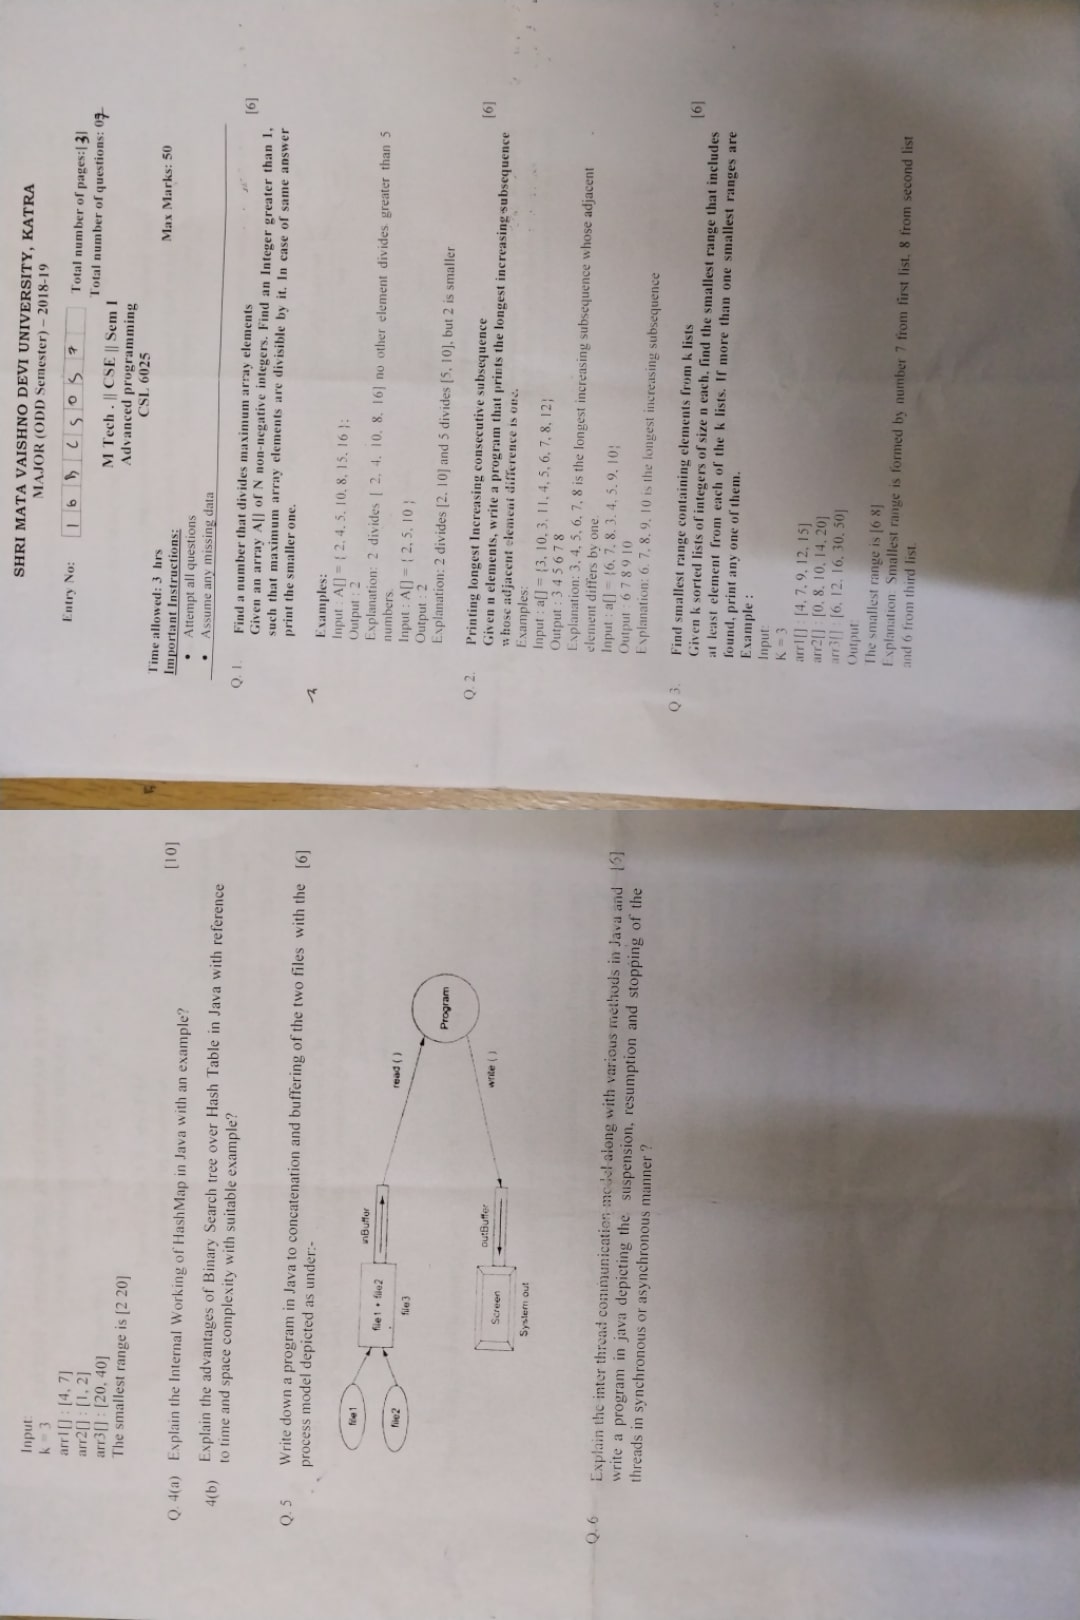 SHRI MATA VAISHNO DEVI UNIVERSITY, KATRA
MAJOR (ODD Semester) – 2018-19
Entry No:
Total number of pages:[3]
Total number of questions: 07
M Tech. || CSE || Sem I
Advanced programming
CSL 6025
Time allowed: 3 hrs Max Marks: 50
Important Instructions:
• Attempt all questions
• Assume any missing data
Q. 1. Find a number that divides maximum array elements [6]
Given an array A[] of N non-negative integers. Find an Integer greater than 1,
such that maximum array elements are divisible by it. In case of same answer
print the smaller one.
Examples:
Input : A[] = { 2, 4, 5, 10, 8, 15, 16 };
Output : 2
Explanation: 2 divides [ 2, 4, 10, 8, 16] no other element divides greater than 5
numbers.
Input : A[] = { 2, 5, 10 }
Output : 2
Explanation: 2 divides [2, 10] and 5 divides [5, 10], but 2 is smaller
Q 2. Printing longest Increasing consecutive subsequence
Given n elements, write a program that prints the longest increasing subsequence [6]
whose adjacent element difference is one.
Examples:
Input : a[] = {3, 10, 3, 11, 4, 5, 6, 7, 8, 12}
Output : 3 4 5 6 7 8
Explanation: 3, 4, 5, 6, 7, 8 is the longest increasing subsequence whose adjacent
element differs by one.
Input : a[] = {6, 7, 8, 3, 4, 5, 9, 10}
Output : 6 7 8 9 10
Explanation: 6, 7, 8, 9, 10 is the longest increasing subsequence
Q 3. Find smallest range containing elements from k lists
Given k sorted lists of integers of size n each, find the smallest range that includes [6]
at least element from each of the k lists. If more than one smallest ranges are
found, print any one of them.
Example :
Input:
K = 3
arr1[] : [4, 7, 9, 12, 15]
arr2[] : [0, 8, 10, 14, 20]
arr3[] : [6, 12, 16, 30, 50]
Output:
The smallest range is [6 8]
Explanation: Smallest range is formed by number 7 from first list, 8 from second list
and 6 from third list.
Input:
k = 3
arr1[] : [4, 7]
arr2[] : [1, 2]
arr3[] : [20, 40]
The smallest range is [2 20]
Q. 4(a) Explain the Internal Working of HashMap in Java with an example? [10]
4(b) Explain the advantages of Binary Search tree over Hash Table in Java with reference
to time and space complexity with suitable example?
Q. 5 Write down a program in Java to concatenation and buffering of the two files with the [6]
process model depicted as under:-
file1
file2
file1 + file2
file3
inBuffer
read ( )
Program
write ( )
outBuffer
Screen
System out
Q. 6 Explain the inter thread communication model along with various methods in Java and [6]
write a program in java depicting the suspension, resumption and stopping of the
threads in synchronous or asynchronous manner ?